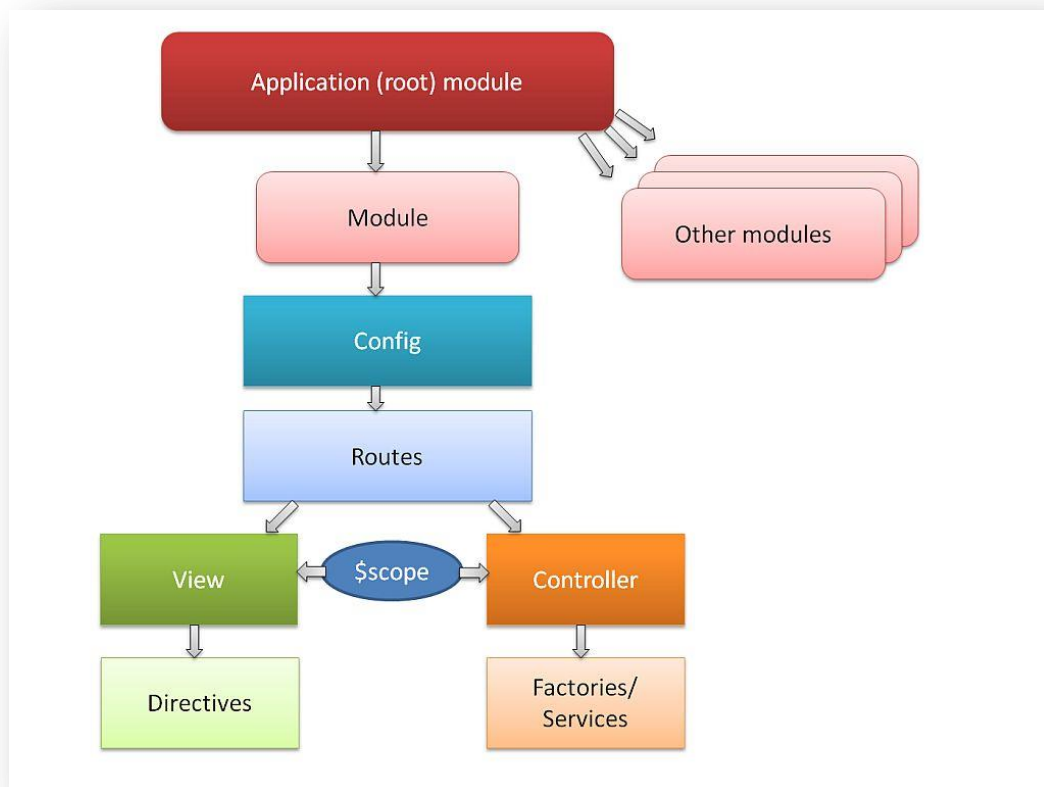 Application (root) module
Module
Other modules
Config
Routes
View
$scope
Controller
Directives
Factories/
Services